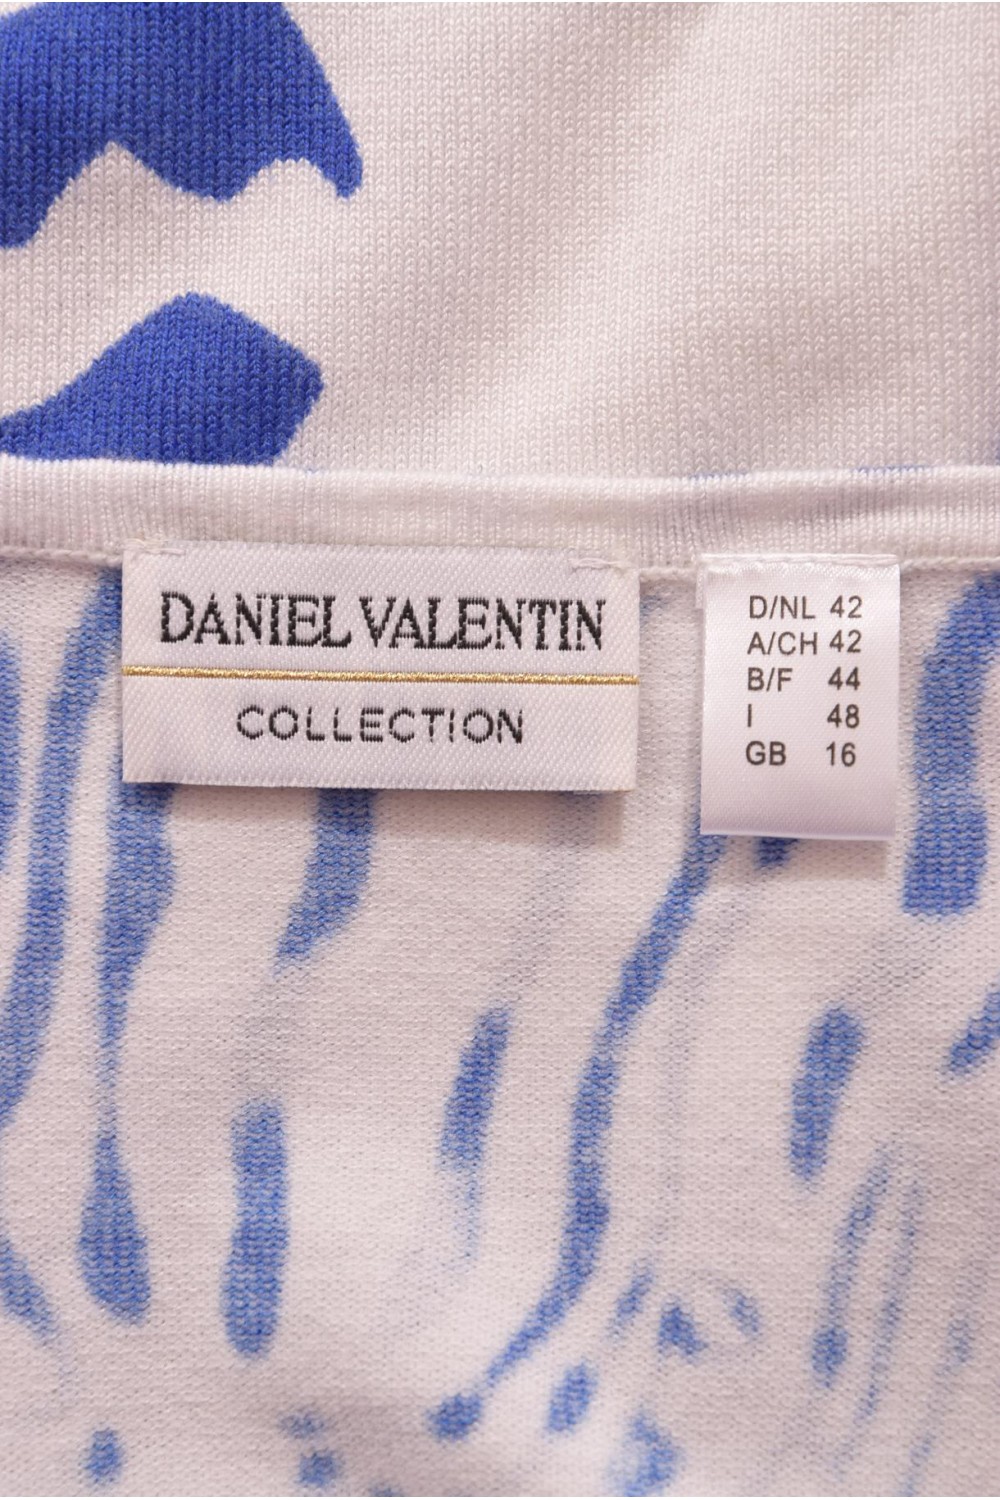 DANIEL VALENTIN
COLLECTION
D/NL 42
A/CH 42
B/F 44
I 48
GB 16